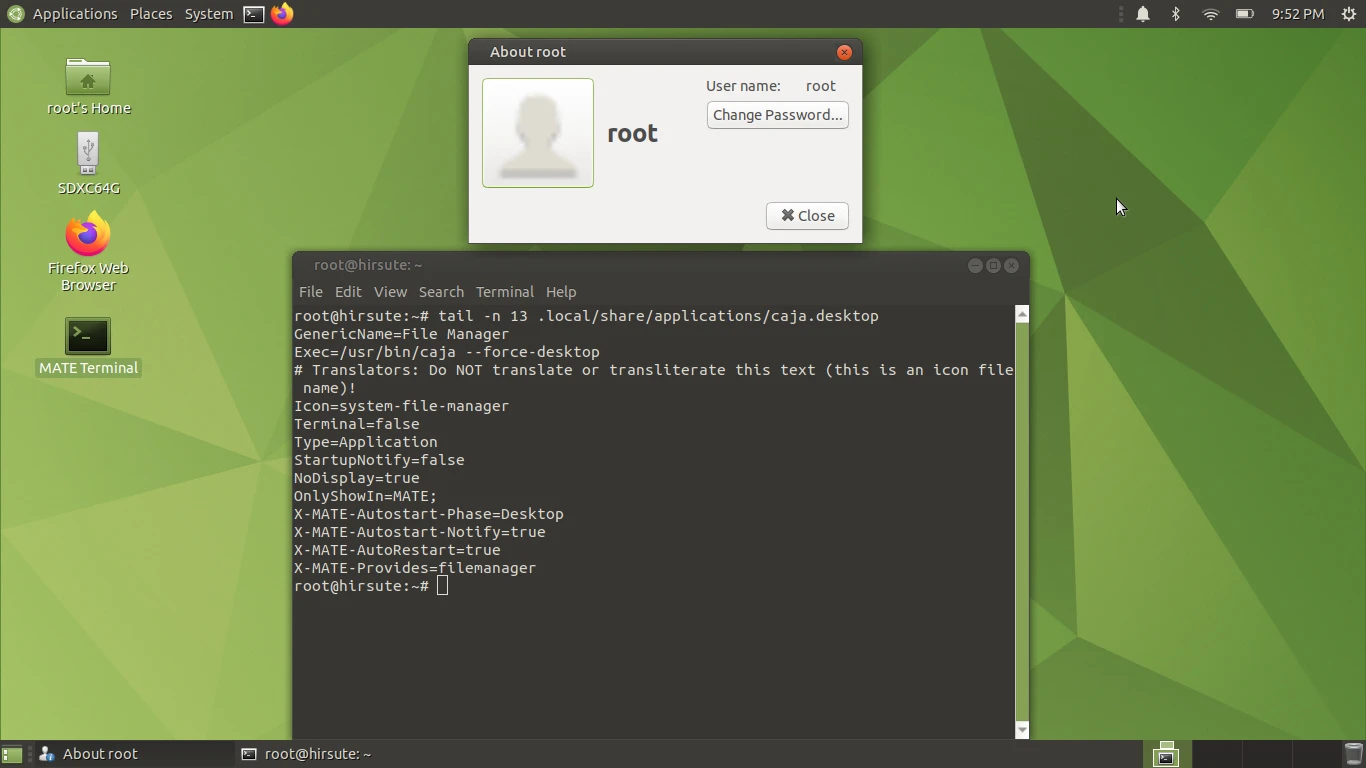 Applications Places System 9:52 PM
root's Home
SDXC64G
Firefox Web
Browser
MATE Terminal
About root
User name: root
Change Password...
root
Close
root@hirsute: ~
File Edit View Search Terminal Help
root@hirsute:~# tail -n 13 .local/share/applications/caja.desktop
GenericName=File Manager
Exec=/usr/bin/caja --force-desktop
# Translators: Do NOT translate or transliterate this text (this is an icon file
 name)!
Icon=system-file-manager
Terminal=false
Type=Application
StartupNotify=false
NoDisplay=true
OnlyShowIn=MATE;
X-MATE-Autostart-Phase=Desktop
X-MATE-Autostart-Notify=true
X-MATE-AutoRestart=true
X-MATE-Provides=filemanager
root@hirsute:~#
About root root@hirsute: ~